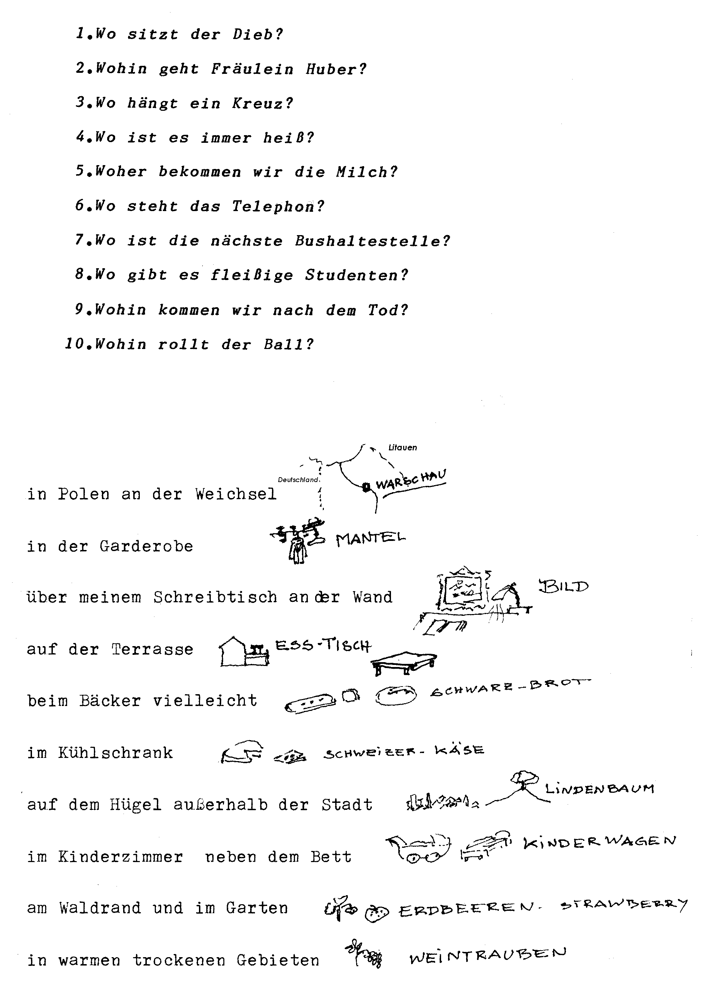 1.Wo sitzt der Dieb?
2.Wohin geht Fräulein Huber?
3.Wo hängt ein Kreuz?
4.Wo ist es immer heiß?
5.Woher bekommen wir die Milch?
6.Wo steht das Telephon?
7.Wo ist die nächste Bushaltestelle?
8.Wo gibt es fleißige Studenten?
9.Wohin kommen wir nach dem Tod?
10.Wohin rollt der Ball?
Litauen
Deutschland
WARSCHAU
in Polen an der Weichsel
in der Garderobe MANTEL
über meinem Schreibtisch an der Wand BILD
auf der Terrasse ESS-TISCH
beim Bäcker vielleicht SCHWARZ-BROT
im Kühlschrank SCHWEIZER-KÄSE
auf dem Hügel außerhalb der Stadt LINDENBAUM
im Kinderzimmer neben dem Bett KINDERWAGEN
am Waldrand und im Garten ERDBEEREN- STRAWBERRY
in warmen trockenen Gebieten WEINTRAUBEN